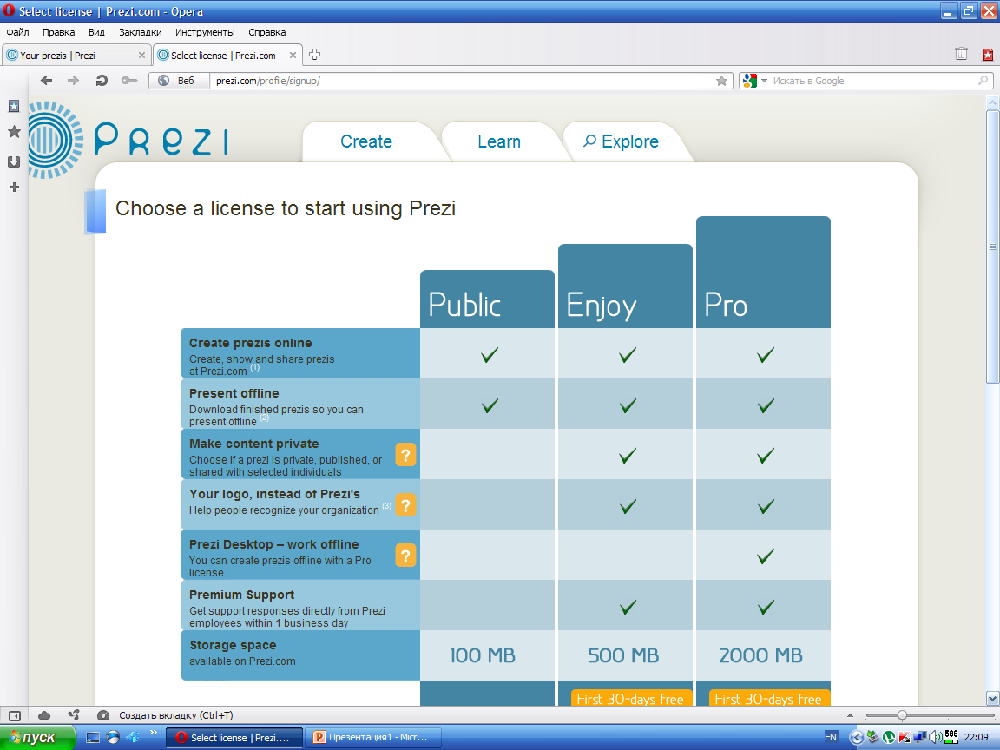 Select license | Prezi.com - Opera
Файл Правка Вид Закладки Инструменты Справка
Your prezis | Prezi
Select license | Prezi.com
Веб
prezi.com/profile/signup/
Искать в Google
PREZI
Create
Learn
Explore
Choose a license to start using Prezi
Public
Enjoy
Pro
Create prezis online
Create, show and share prezis
at Prezi.com (1)
Present offline
Download finished prezis so you can
present offline (2)
Make content private
Choose if a prezi is private, published, or
shared with selected individuals
?
Your logo, instead of Prezi's
Help people recognize your organization (3)
?
Prezi Desktop – work offline
You can create prezis offline with a Pro
license
?
Premium Support
Get support responses directly from Prezi
employees within 1 business day
Storage space
available on Prezi.com
100 MB
500 MB
2000 MB
First 30-days free
First 30-days free
Создать вкладку (Ctrl+T)
пуск
Select license | Prezi....
Презентация1 - Micr...
EN
586
22:09